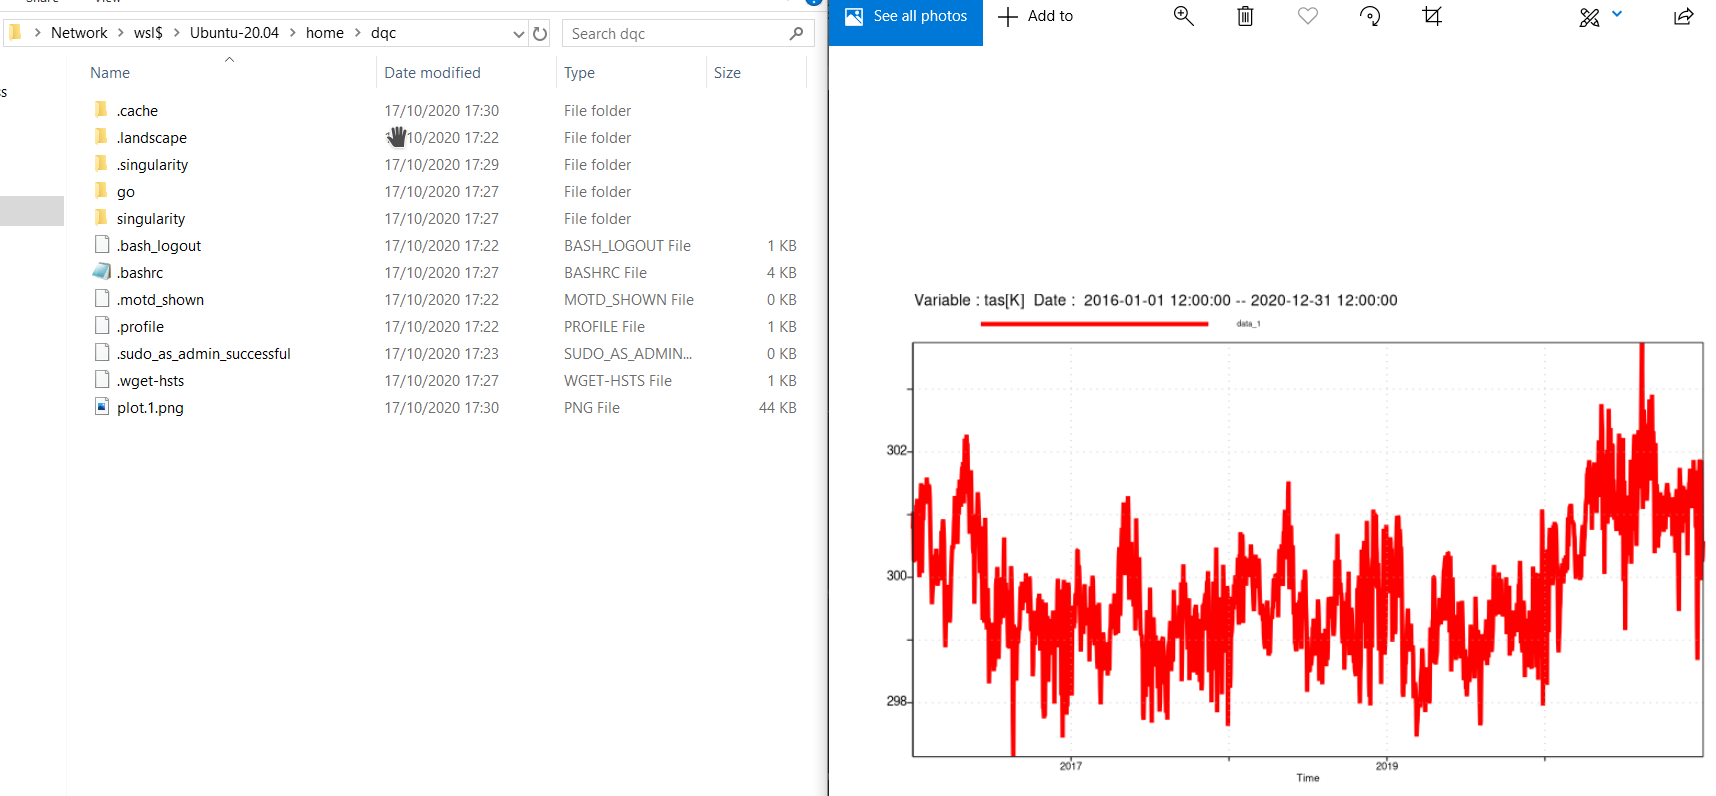 ss
Network > wsl$ > Ubuntu-20.04 > home > dqc
Search dqc
Name Date modified Type Size
.cache 17/10/2020 17:30 File folder
.landscape 10/2020 17:22 File folder
.singularity 17/10/2020 17:29 File folder
go 17/10/2020 17:27 File folder
singularity 17/10/2020 17:27 File folder
.bash_logout 17/10/2020 17:22 BASH_LOGOUT File 1 KB
.bashrc 17/10/2020 17:27 BASHRC File 4 KB
.motd_shown 17/10/2020 17:22 MOTD_SHOWN File 0 KB
.profile 17/10/2020 17:22 PROFILE File 1 KB
.sudo_as_admin_successful 17/10/2020 17:23 SUDO_AS_ADMIN... 0 KB
.wget-hsts 17/10/2020 17:27 WGET-HSTS File 1 KB
plot.1.png 17/10/2020 17:30 PNG File 44 KB
See all photos
Add to
Variable : tas[K] Date : 2016-01-01 12:00:00 -- 2020-12-31 12:00:00
data_1
302
300
298
2017 2019
Time